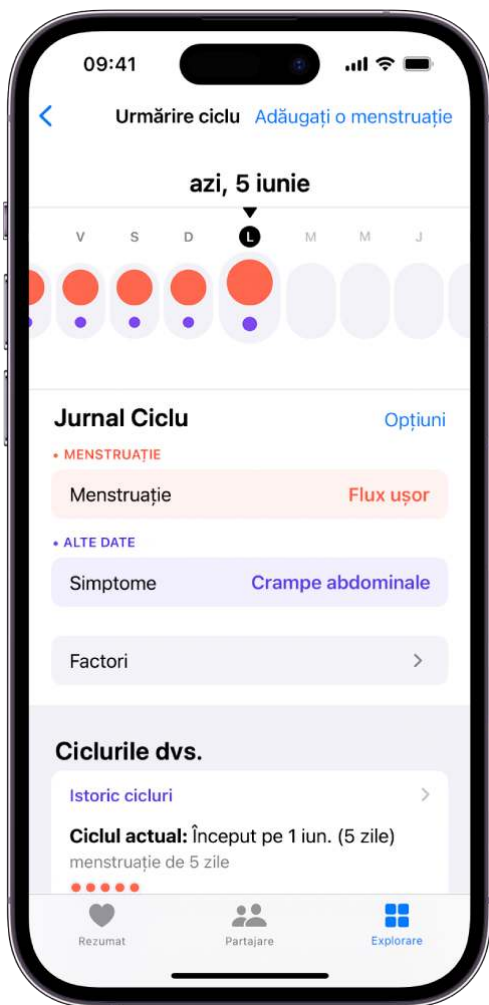 09:41
Urmărire ciclu Adăugați o menstruație
azi, 5 iunie
V S D L M M J
Jurnal Ciclu Opțiuni
• MENSTRUAȚIE
Menstruație Flux ușor
• ALTE DATE
Simptome Crampe abdominale
Factori
Ciclurile dvs.
Istoric cicluri
Ciclul actual: Început pe 1 iun. (5 zile)
menstruație de 5 zile
Rezumat Partajare Explorare